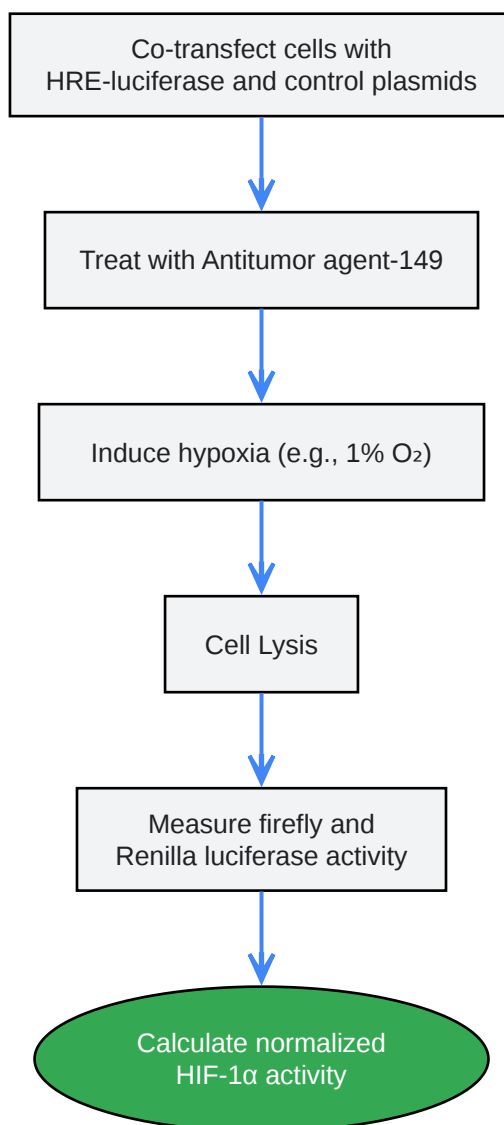 Co-transfect cells with
HRE-luciferase and control plasmids
Treat with Antitumor agent-149
Induce hypoxia (e.g., 1% O₂)
Cell Lysis
Measure firefly and
Renilla luciferase activity
Calculate normalized
HIF-1α activity